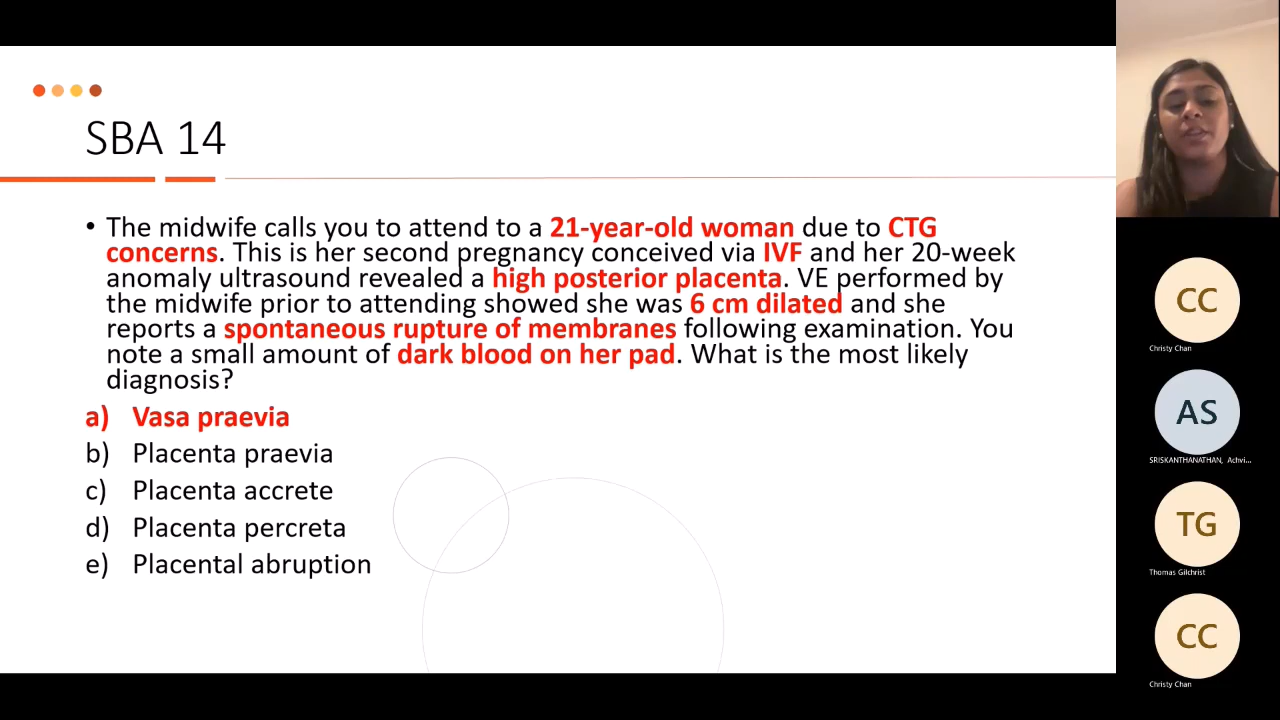 SBA 14
• The midwife calls you to attend to a 21-year-old woman due to CTG
concerns. This is her second pregnancy conceived via IVF and her 20-week
anomaly ultrasound revealed a high posterior placenta. VE performed by
the midwife prior to attending showed she was 6 cm dilated and she
reports a spontaneous rupture of membranes following examination. You
note a small amount of dark blood on her pad. What is the most likely
diagnosis?
a) Vasa praevia
b) Placenta praevia
c) Placenta accrete
d) Placenta percreta
e) Placental abruption
CC
Christy Chan
AS
SRISKANTHANATHAN, Achvi...
TG
Thomas Gilchrist
CC
Christy Chan